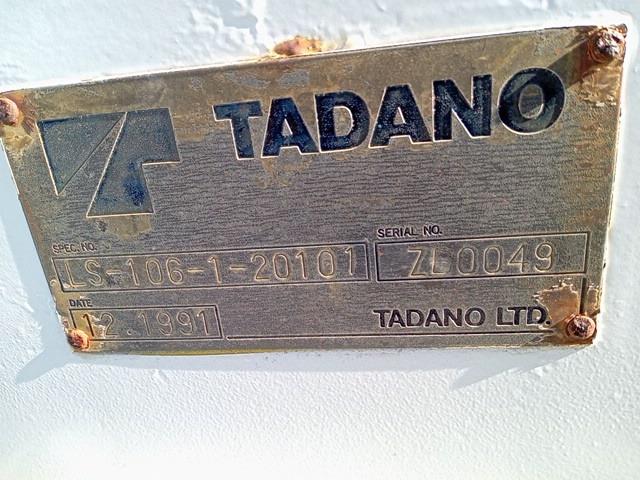 TADANO
SPEC. NO.
LS-106-1-20101
SERIAL NO.
ZL0049
DATE
12.1991
TADANO LTD.